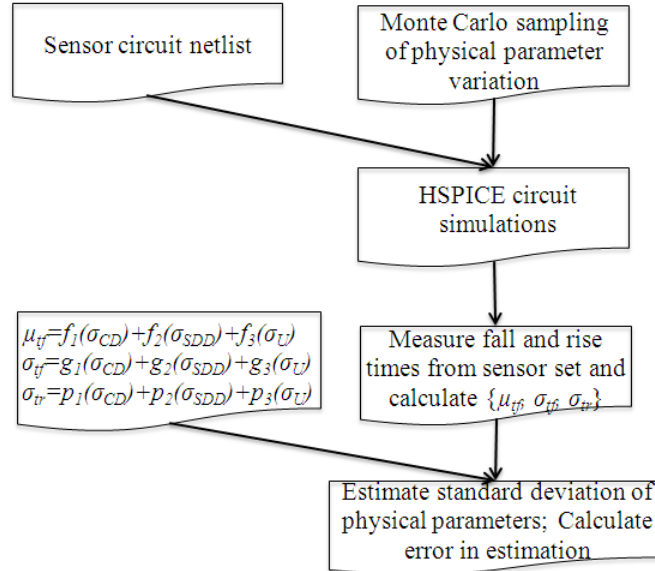 Sensor circuit netlist
Monte Carlo sampling
of physical parameter
variation
HSPICE circuit
simulations
μtf=f1(σCD)+f2(σSDD)+f3(σU)
σtf=g1(σCD)+g2(σSDD)+g3(σU)
σtr=p1(σCD)+p2(σSDD)+p3(σU)
Measure fall and rise
times from sensor set and
calculate {μtf, σtf, σtr}
Estimate standard deviation of
physical parameters; Calculate
error in estimation